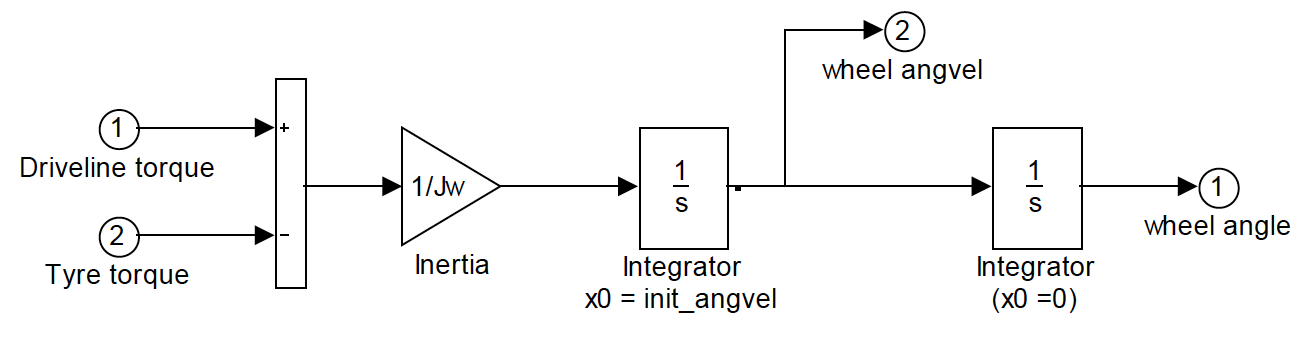 2
wheel angvel
1
Driveline torque
+
2
Tyre torque
−
1/Jw
Inertia
1
s
Integrator
x0 = init_angvel
1
s
Integrator
(x0 =0)
1
wheel angle